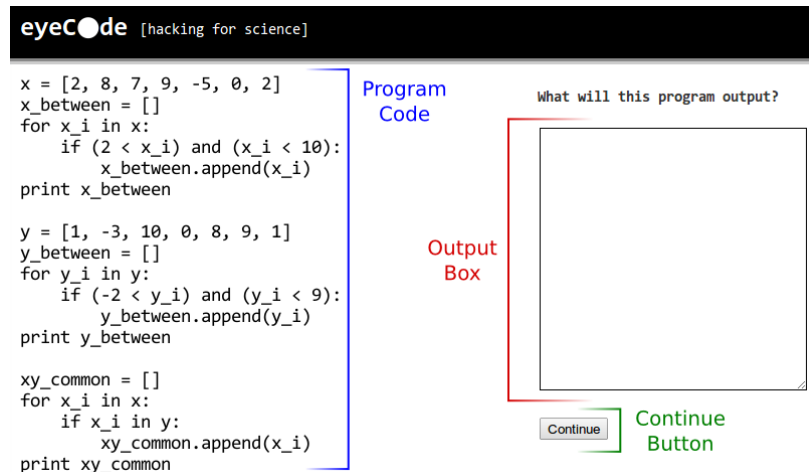 eyeCode [hacking for science]
x = [2, 8, 7, 9, -5, 0, 2]
x_between = []
for x_i in x:
    if (2 < x_i) and (x_i < 10):
        x_between.append(x_i)
print x_between
y = [1, -3, 10, 0, 8, 9, 1]
y_between = []
for y_i in y:
    if (-2 < y_i) and (y_i < 9):
        y_between.append(y_i)
print y_between
xy_common = []
for x_i in x:
    if x_i in y:
        xy_common.append(x_i)
print xy_common
Program
Code
What will this program output?
Output
Box
Continue
Continue
Button